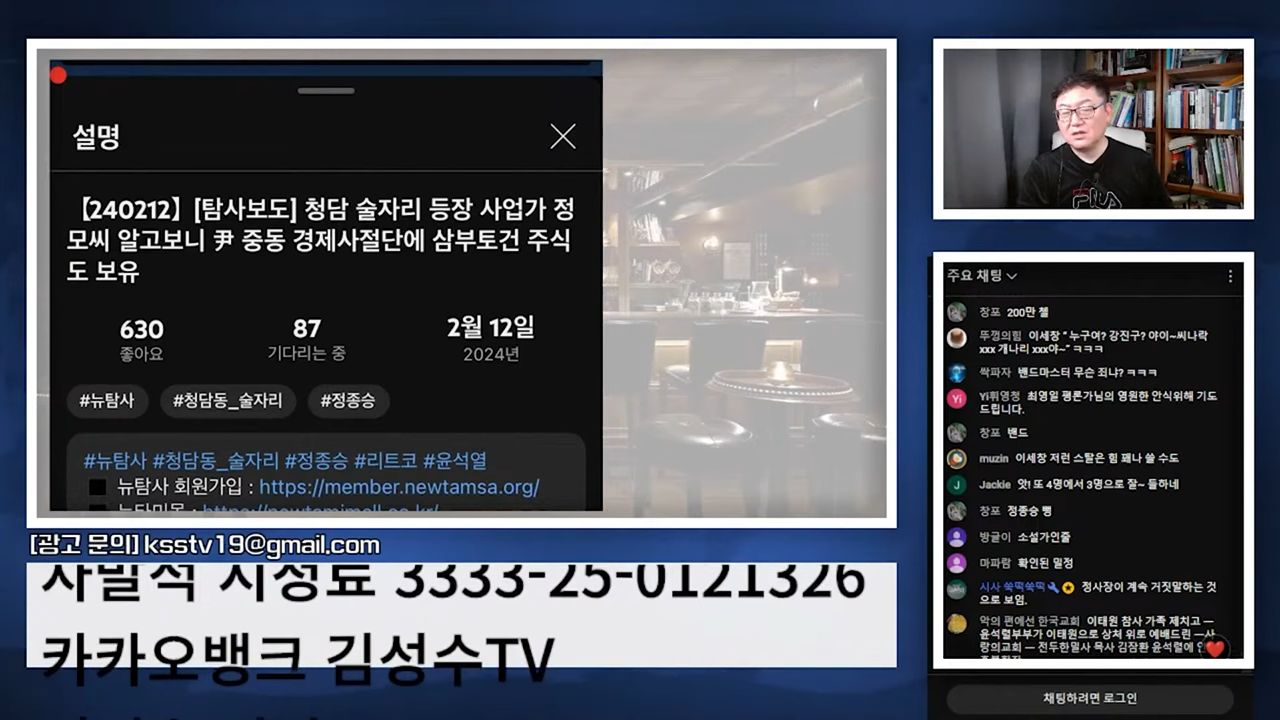 설명
【240212】[탐사보도] 청담 술자리 등장 사업가 정
모씨 알고보니 尹 중동 경제사절단에 삼부토건 주식
도 보유
630
좋아요
87
기다리는 중
2월 12일
2024년
#뉴탐사
#청담동_술자리
#정종승
#뉴탐사 #청담동_술자리 #정종승 #리트코 #윤석열
뉴탐사 회원가입 : https://member.newtamsa.org/
[광고 문의] ksstv19@gmail.com
자발적 시청료 3333-25-0121326
카카오뱅크 김성수TV
FILA
주요 채팅
창포 200만 첼
뚜껑의힘 이세창 “ 누구여? 강진구? 야이~씨나락
xxx 개나리 xxx야~” ㅋㅋㅋ
싹파자 밴드마스터 무슨 죄냐? ㅋㅋㅋ
Yi
Yi휘영청 최영일 평론가님의 영원한 안식위해 기도
드립니다.
창포 밴드
muzin 이세창 저런 스탈은 힘 꽤나 쓸 수도
J
Jackie 앗! 또 4명에서 3명으로 잘~ 들하네
창포 정종승 뻥
방글이 소설가인줄
마파람 확인된 밀정
시사 쑥떡쑥떡 정사장이 계속 거짓말하는 것
으로 보임.
악의 편에선 한국교회 이태원 참사 가족 제치고 —
윤석열부부가 이태원으로 상처 위로 예배드린 —사
랑의교회 — 전두환밀사 목사 김장환 윤석열에
채팅하려면 로그인